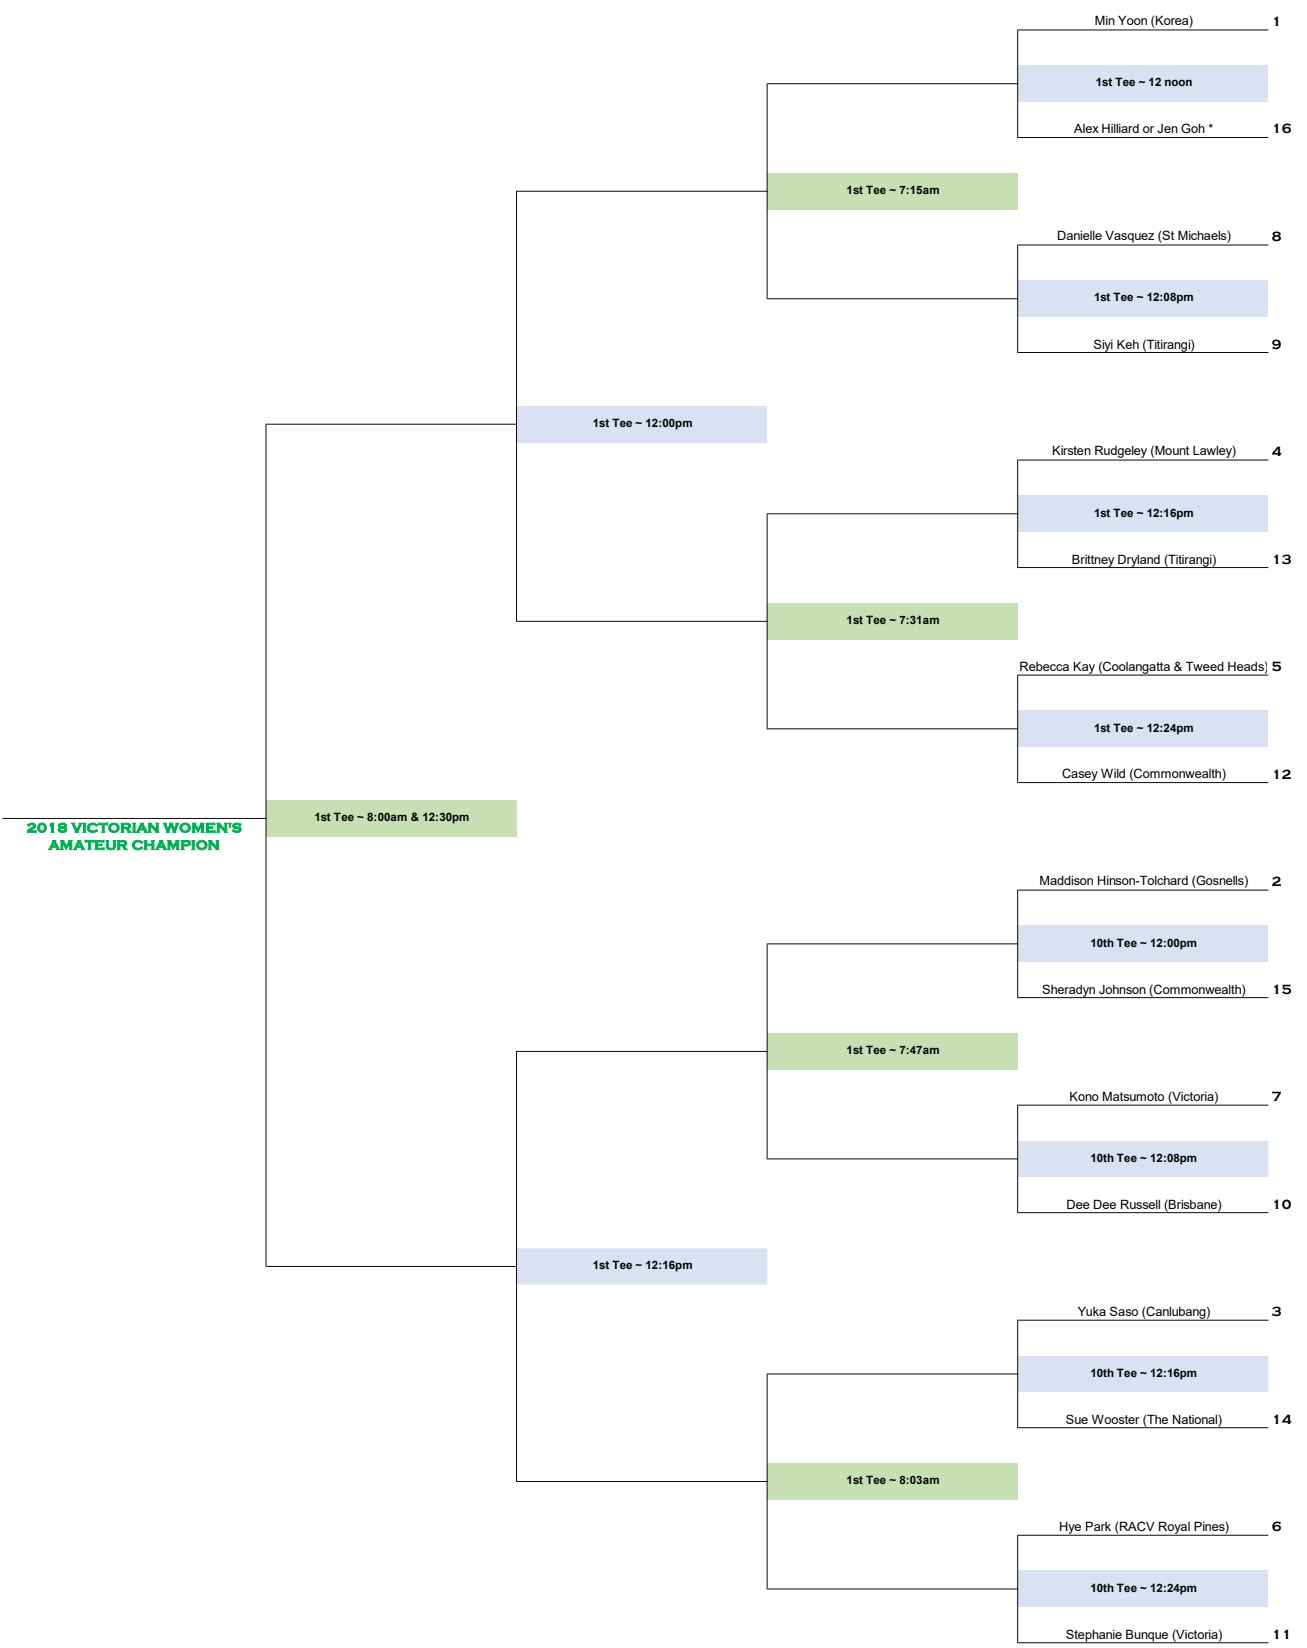 Min Yoon (Korea) 1
1st Tee ~ 12 noon
Alex Hilliard or Jen Goh * 16
1st Tee ~ 7:15am
Danielle Vasquez (St Michaels) 8
1st Tee ~ 12:08pm
Siyi Keh (Titirangi) 9
1st Tee ~ 12:00pm
Kirsten Rudgeley (Mount Lawley) 4
1st Tee ~ 12:16pm
Brittney Dryland (Titirangi) 13
1st Tee ~ 7:31am
Rebecca Kay (Coolangatta & Tweed Heads) 5
1st Tee ~ 12:24pm
Casey Wild (Commonwealth) 12
1st Tee ~ 8:00am & 12:30pm
2018 VICTORIAN WOMEN'S
AMATEUR CHAMPION
Maddison Hinson-Tolchard (Gosnells) 2
10th Tee ~ 12:00pm
Sheradyn Johnson (Commonwealth) 15
1st Tee ~ 7:47am
Kono Matsumoto (Victoria) 7
10th Tee ~ 12:08pm
Dee Dee Russell (Brisbane) 10
1st Tee ~ 12:16pm
Yuka Saso (Canlubang) 3
10th Tee ~ 12:16pm
Sue Wooster (The National) 14
1st Tee ~ 8:03am
Hye Park (RACV Royal Pines) 6
10th Tee ~ 12:24pm
Stephanie Bunque (Victoria) 11